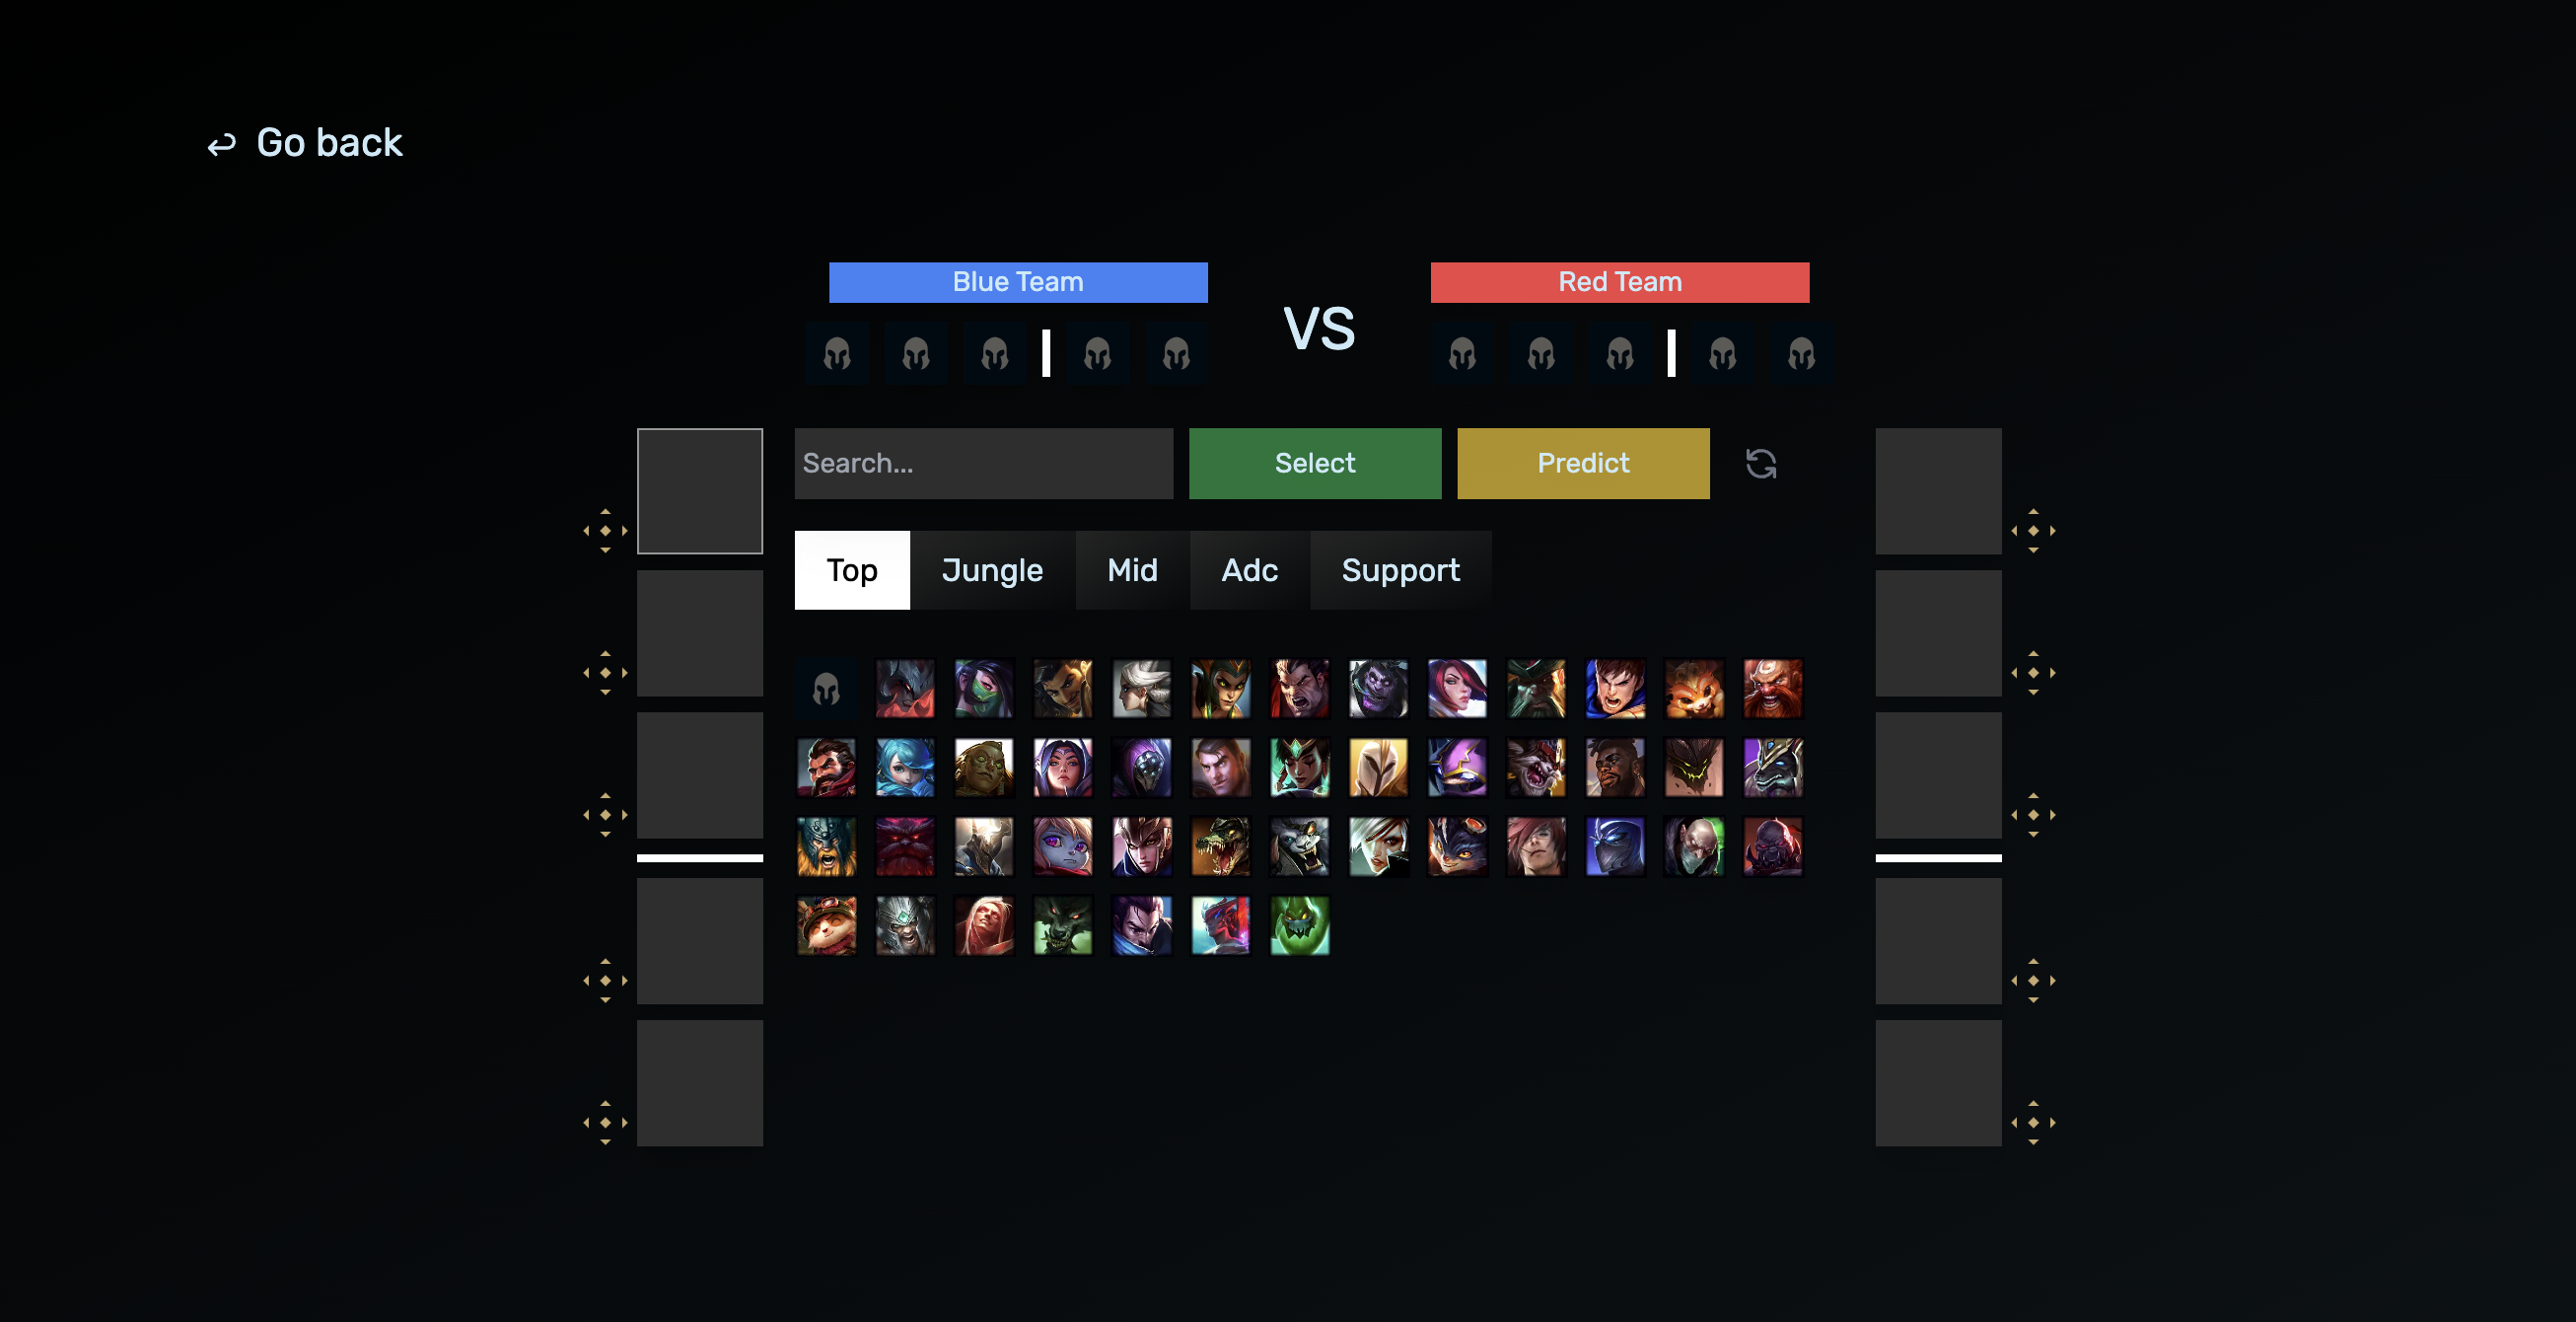 Go back
Blue Team
VS
Red Team
Search...
Select
Predict
Top
Jungle
Mid
Adc
Support